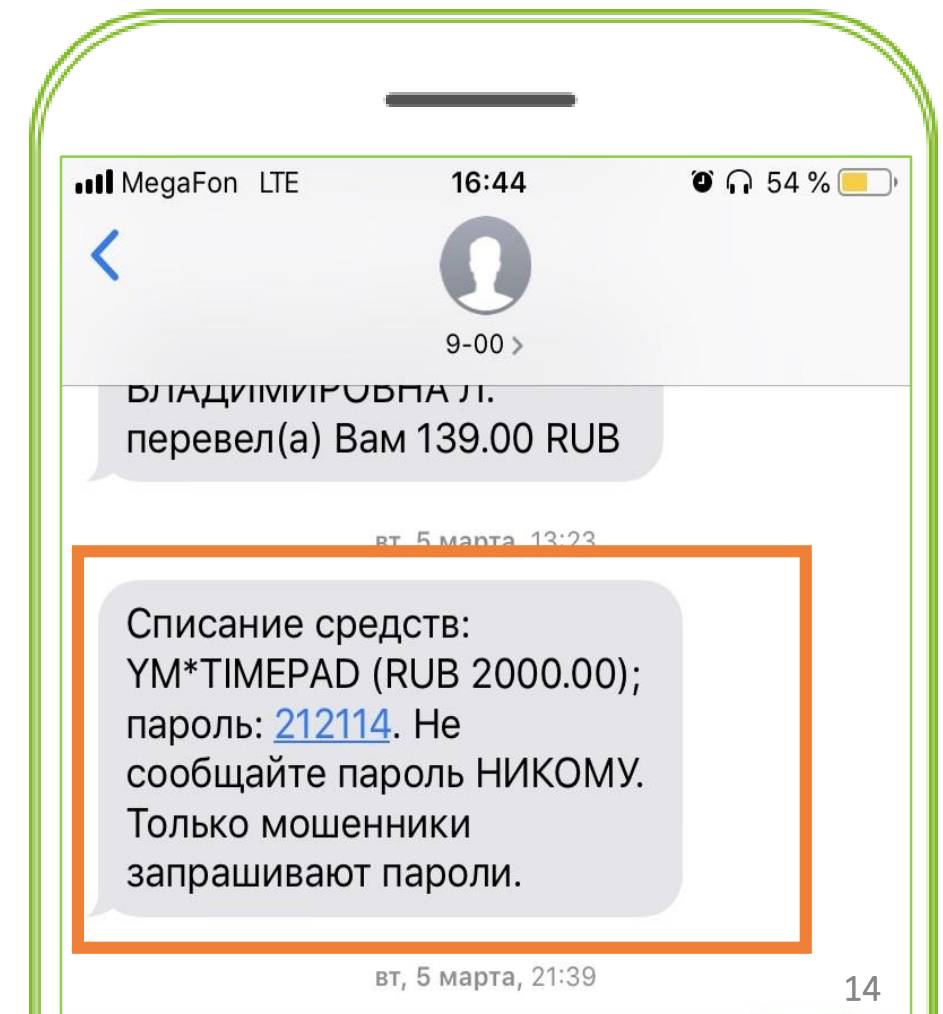 MegaFon LTE 16:44 54 %
9-00 >
ВЛАДИМИРОВНА Л.
перевел(а) Вам 139.00 RUB
вт, 5 марта, 13:23
Списание средств:
YM*TIMEPAD (RUB 2000.00);
пароль: 212114. Не
сообщайте пароль НИКОМУ.
Только мошенники
запрашивают пароли.
вт, 5 марта, 21:39
14